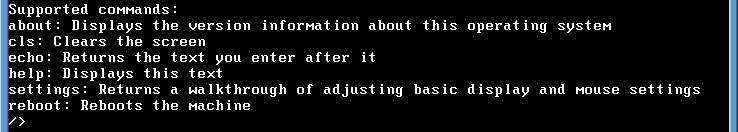 Supported commands:
about: Displays the version information about this operating system
cls: Clears the screen
echo: Returns the text you enter after it
help: Displays this text
settings: Returns a walkthrough of adjusting basic display and mouse settings
reboot: Reboots the machine
/>